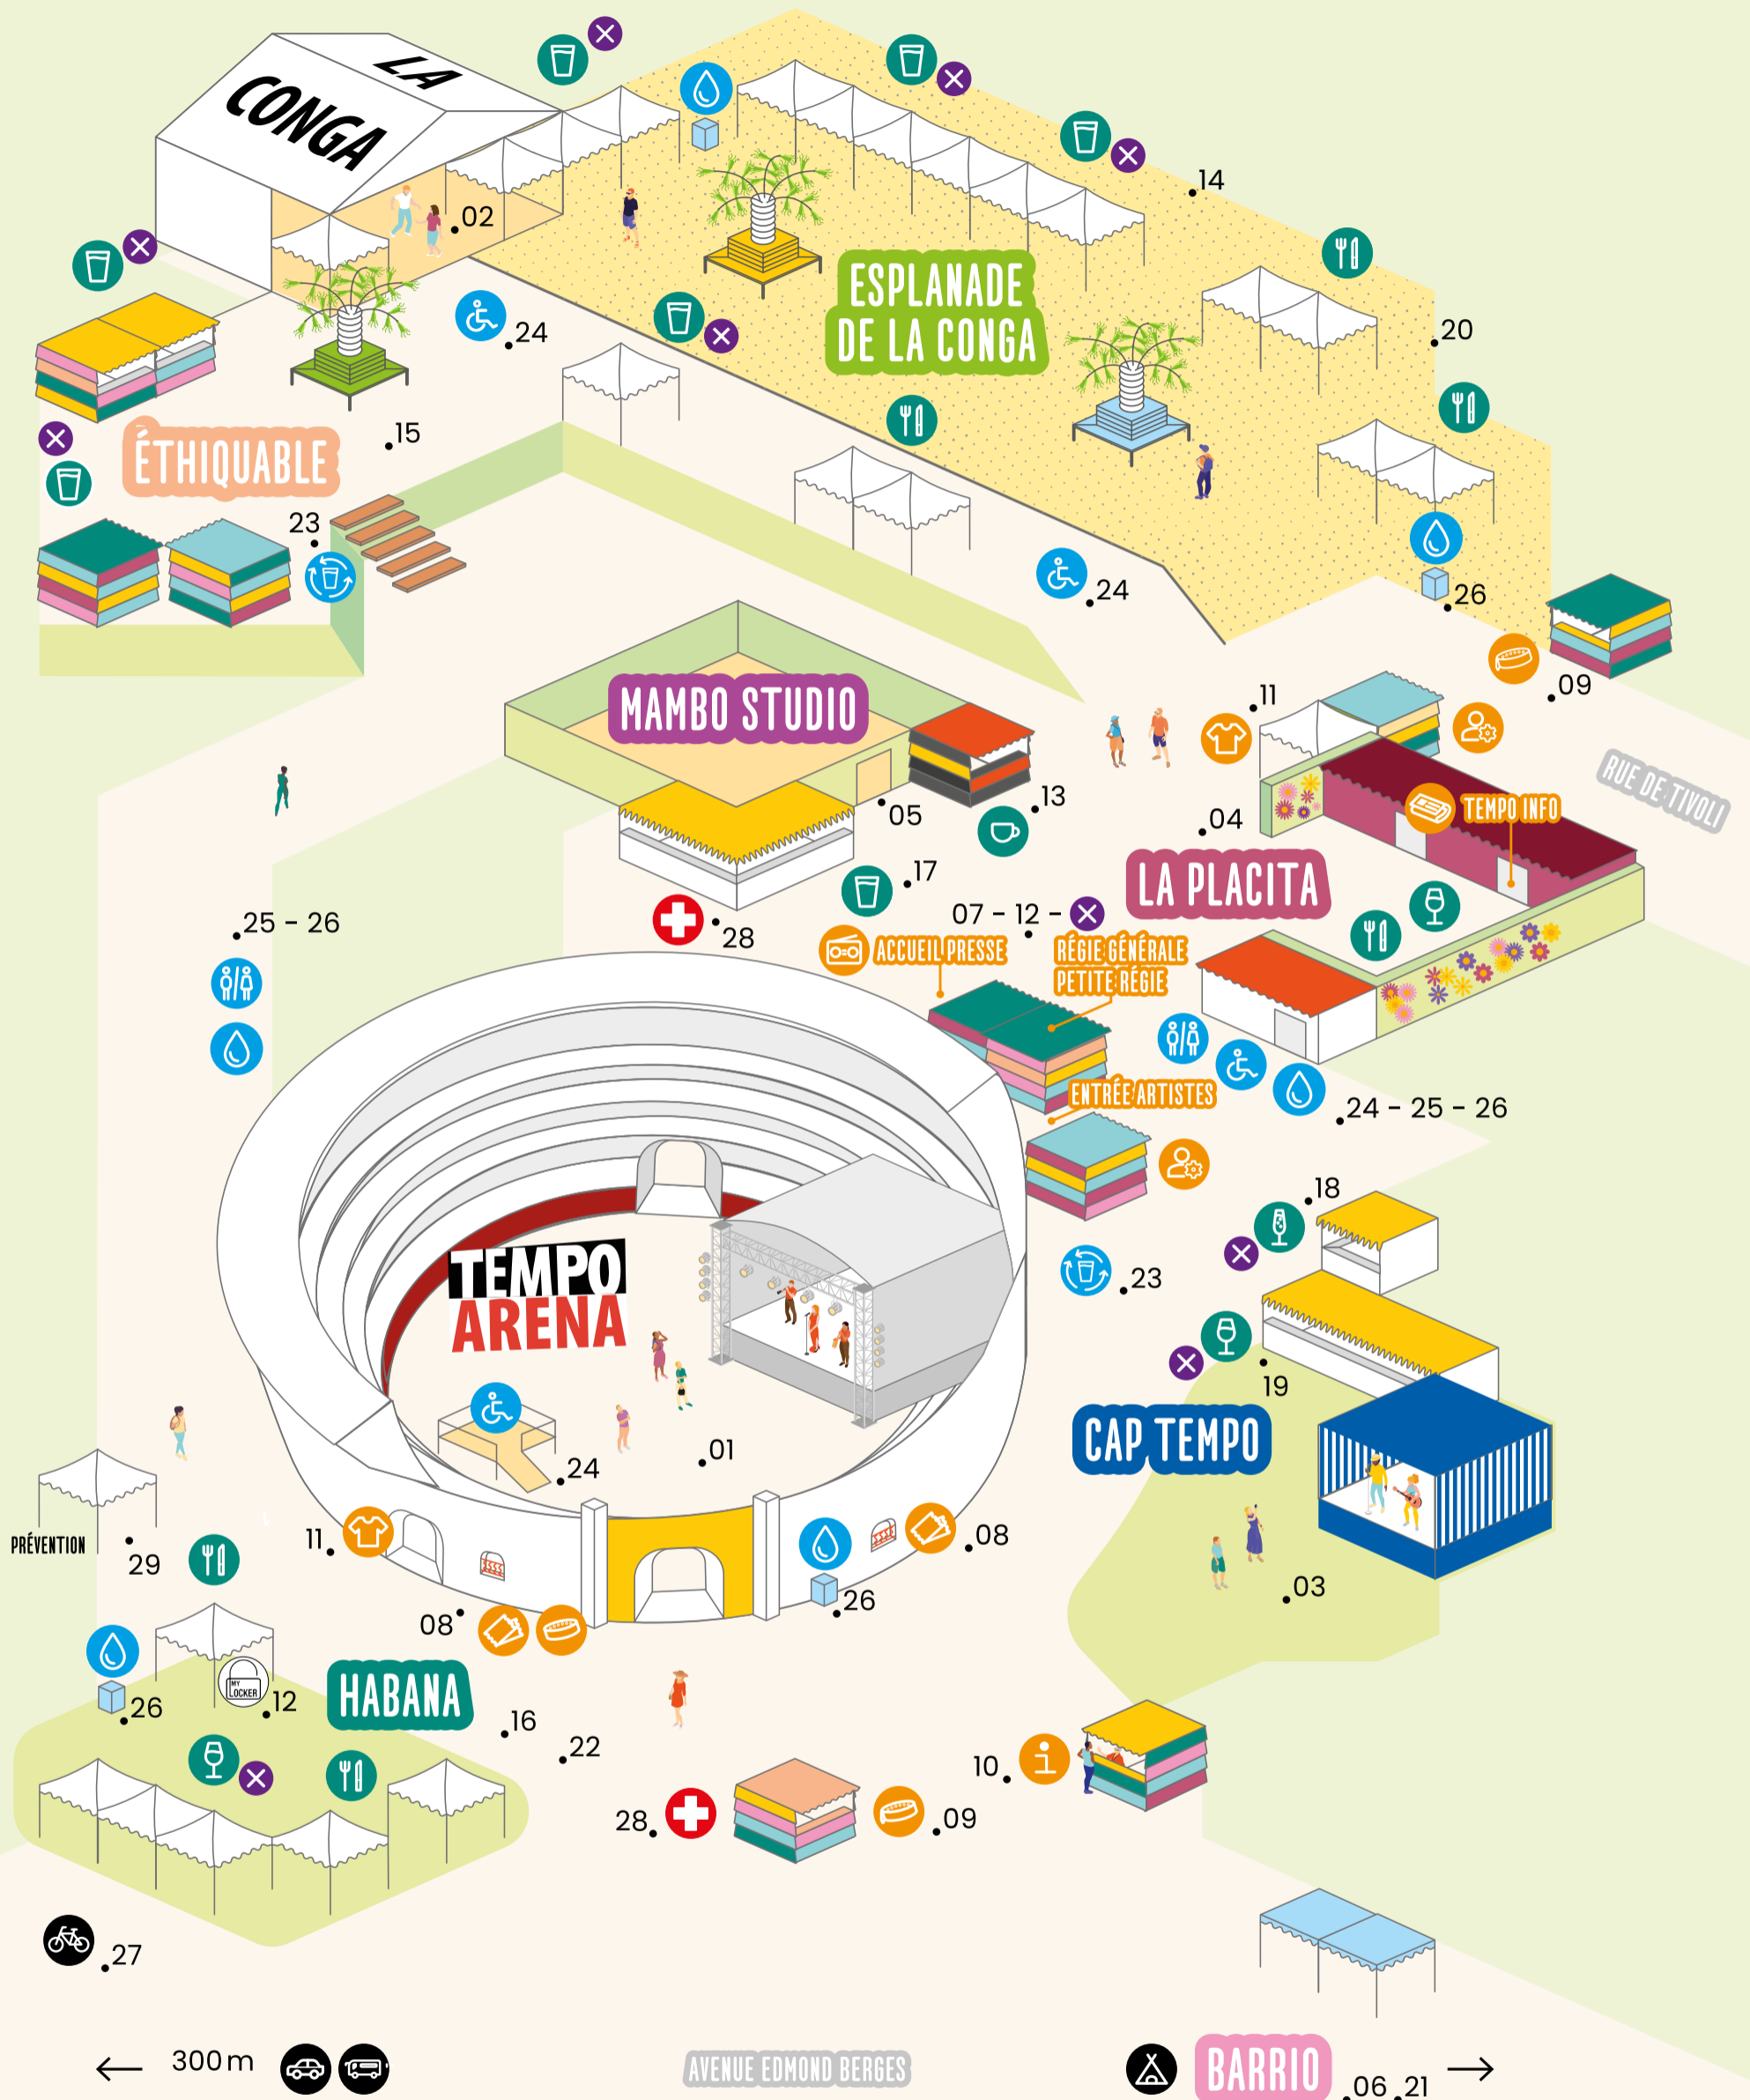 LA
CONGA
.02
.14
.20
ESPLANADE
DE LA CONGA
.24
.15
ÉTHIQUABLE
23
.24
.26
.09
MAMBO STUDIO
.11
RUE DE TIVOLI
.13
.05
.04
TEMPO INFO
.17
LA PLACITA
07 - 12 -
.25 - 26
.28
ACCUEIL PRESSE
RÉGIE GÉNÉRALE
PETITE RÉGIE
ENTRÉE ARTISTES
.24 - 25 - 26
.18
.23
TEMPO
ARENA
19
CAP TEMPO
.01
.24
PRÉVENTION
29
11.
.08
.03
.26
08
.26
MY
LOCKER
.12
HABANA
.16
.22
10.
28.
.09
.27
300 m
AVENUE EDMOND BERGES
BARRIO
.06 .21